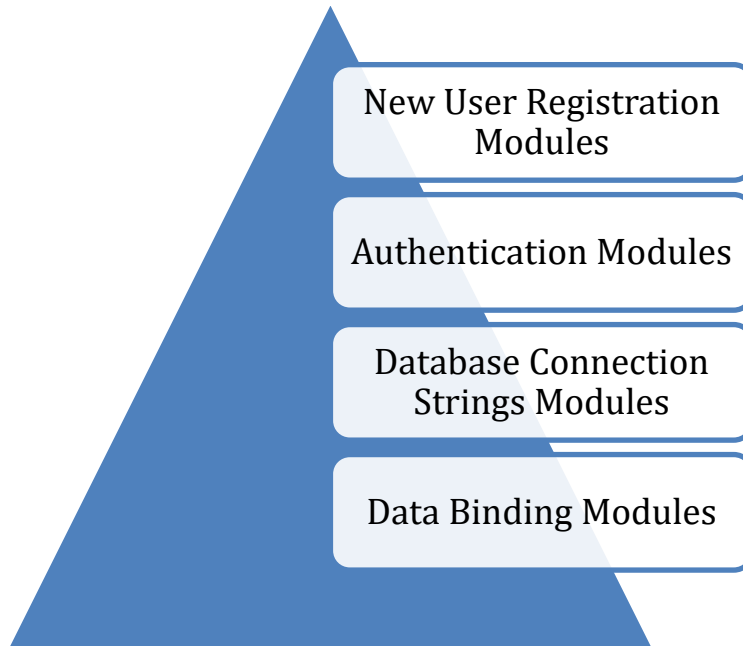 New User Registration
Modules
Authentication Modules
Database Connection
Strings Modules
Data Binding Modules